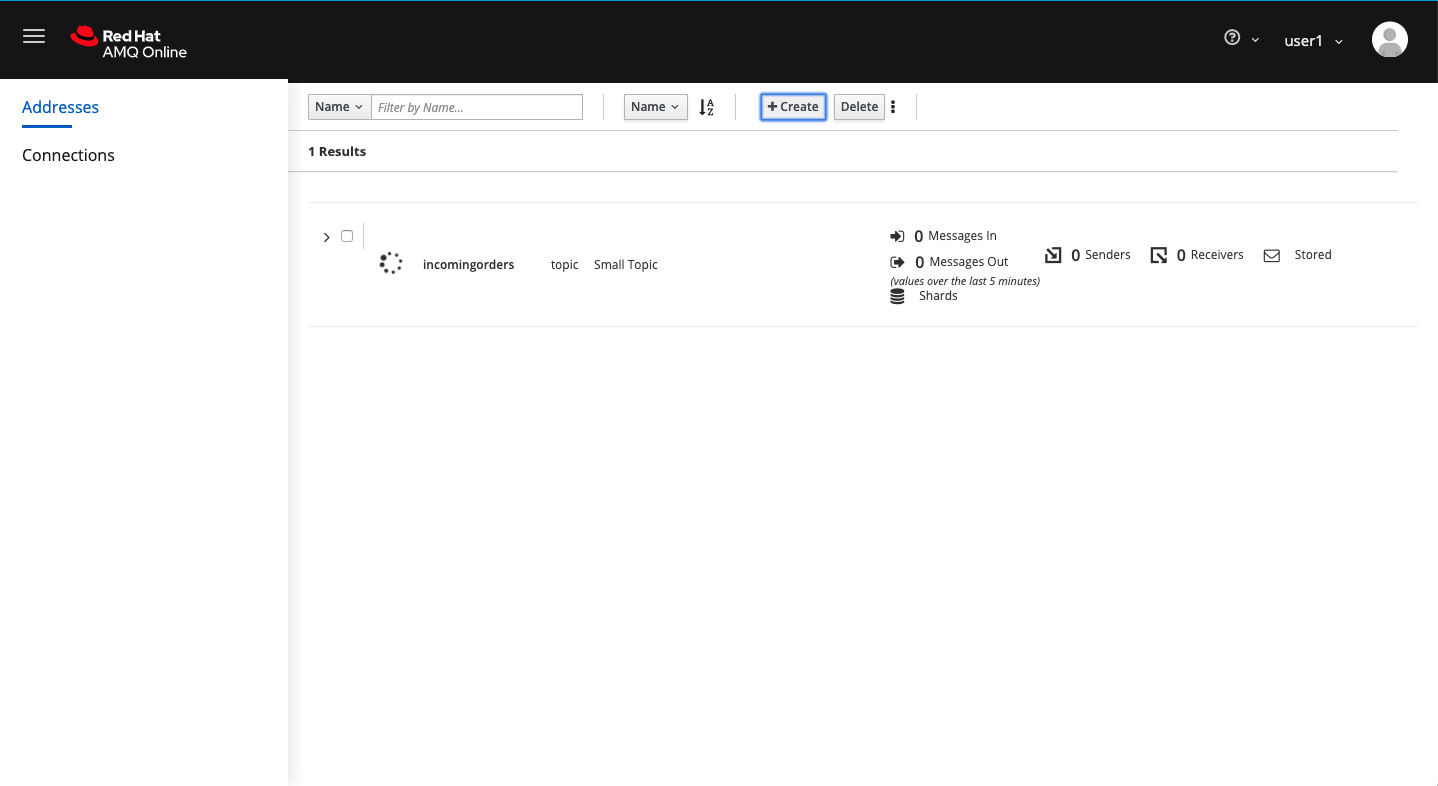 Red Hat
AMQ Online
user1
Addresses
Connections
Name
Filter by Name...
Name
A
Z
Create
Delete
1 Results
incomingorders
topic
Small Topic
0 Messages In
0 Messages Out
(values over the last 5 minutes)
Shards
0 Senders
0 Receivers
Stored